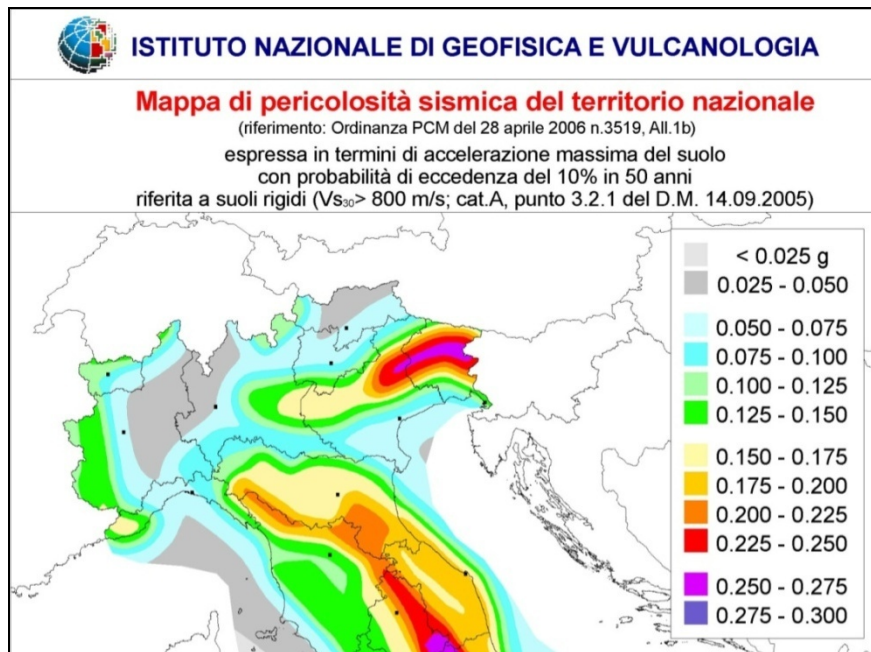 ISTITUTO NAZIONALE DI GEOFISICA E VULCANOLOGIA
Mappa di pericolosità sismica del territorio nazionale
(riferimento: Ordinanza PCM del 28 aprile 2006 n.3519, All.1b)
espressa in termini di accelerazione massima del suolo
con probabilità di eccedenza del 10% in 50 anni
riferita a suoli rigidi (Vs30> 800 m/s; cat.A, punto 3.2.1 del D.M. 14.09.2005)
< 0.025 g
0.025 - 0.050
0.050 - 0.075
0.075 - 0.100
0.100 - 0.125
0.125 - 0.150
0.150 - 0.175
0.175 - 0.200
0.200 - 0.225
0.225 - 0.250
0.250 - 0.275
0.275 - 0.300